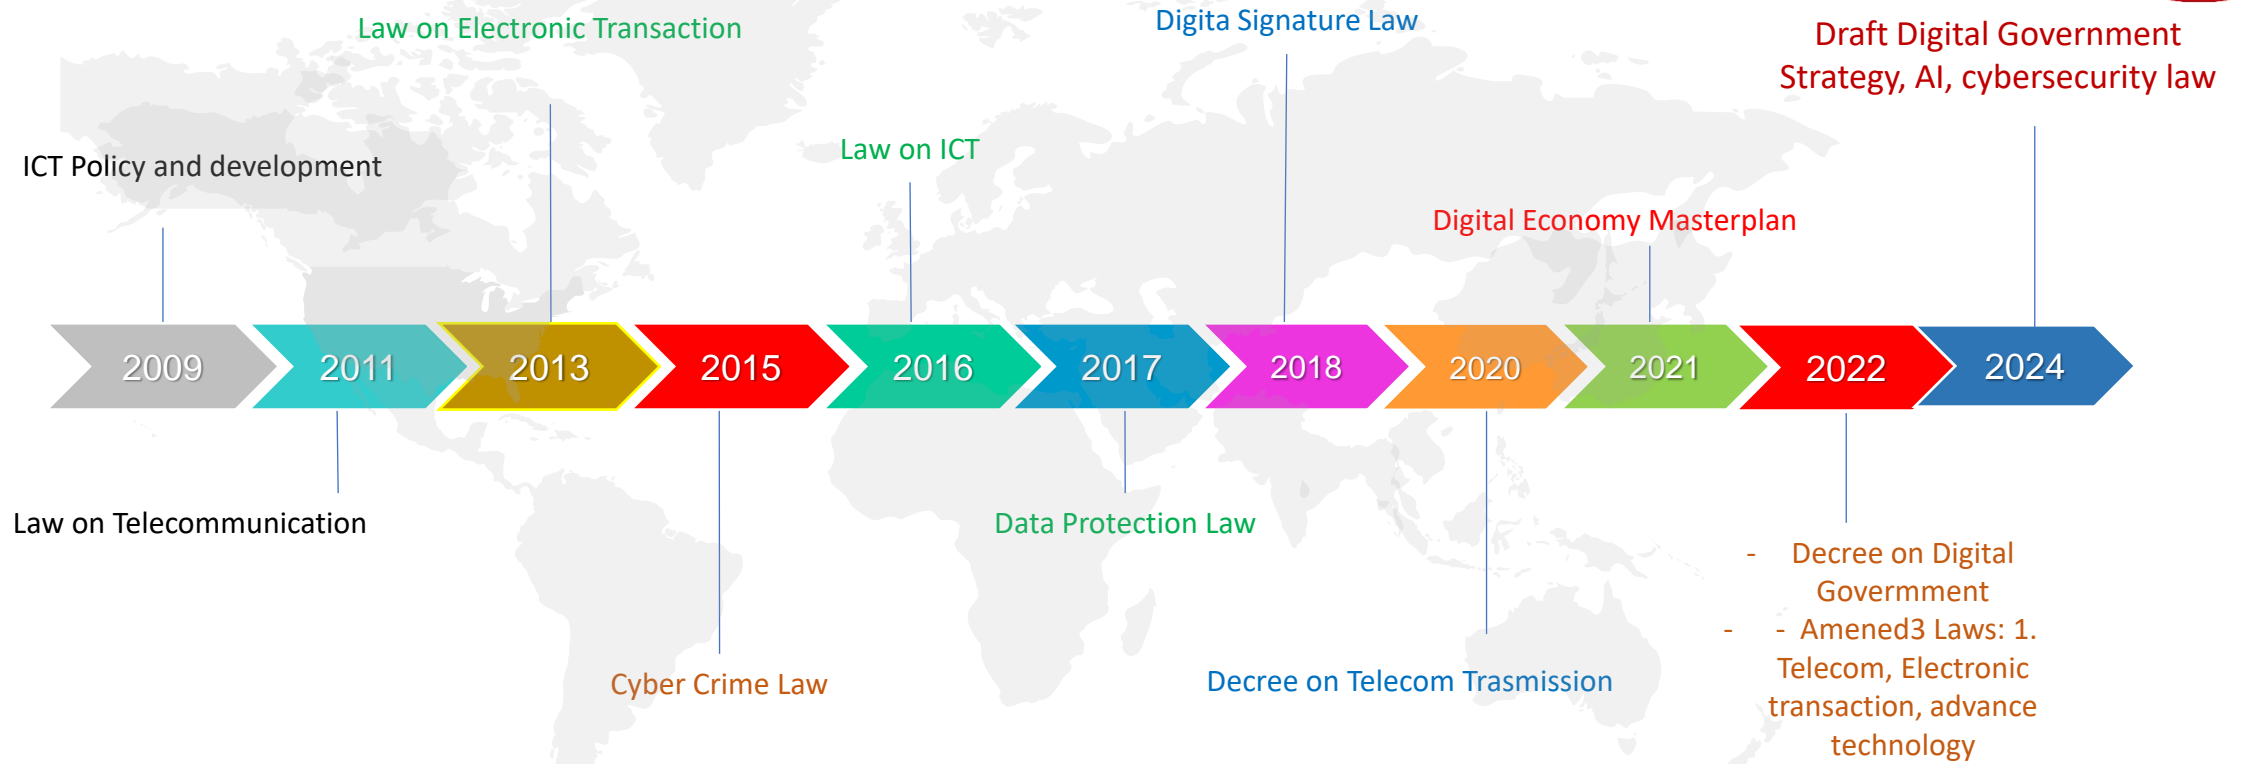 Law on Electronic Transaction
Digita Signature Law
Draft Digital Government
Strategy, AI, cybersecurity law
ICT Policy and development
Law on ICT
Digital Economy Masterplan
2009
2011
2013
2015
2016
2017
2018
2020
2021
2022
2024
Law on Telecommunication
Data Protection Law
Cyber Crime Law
Decree on Telecom Trasmission
- Decree on Digital
Govermment
- - Amened3 Laws: 1.
Telecom, Electronic
transaction, advance
technology